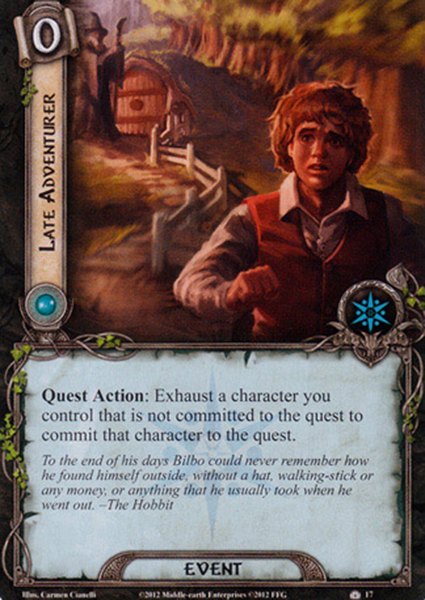 0
LATE ADVENTURER
Quest Action: Exhaust a character you
control that is not committed to the quest to
commit that character to the quest.
To the end of his days Bilbo could never remember how
he found himself outside, without a hat, walking-stick or
any money, or anything that he usually took when he
went out. –The Hobbit
EVENT
Illus. Carmen Cianelli
©2012 Middle-earth Enterprises ©2012 FFG
17